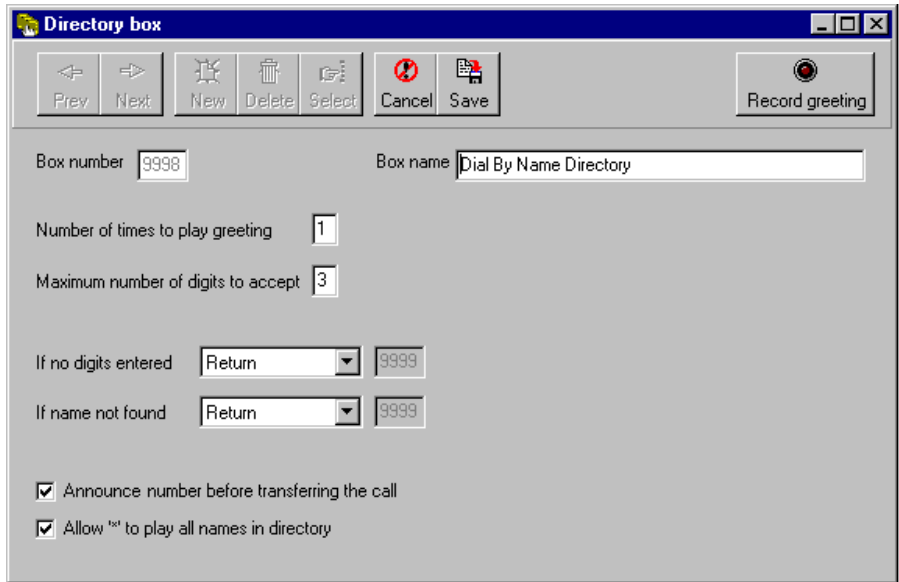 Directory box
Prev Next New Delete Select Cancel Save Record greeting
Box number 9998 Box name Dial By Name Directory
Number of times to play greeting 1
Maximum number of digits to accept 3
If no digits entered Return 9999
If name not found Return 9999
Announce number before transferring the call
Allow '*' to play all names in directory